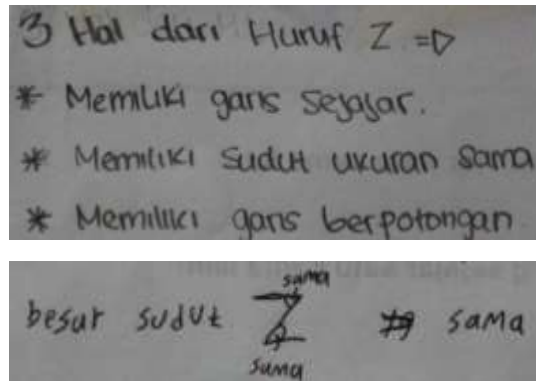 3 Hal dari Huruf Z =>
* Memiliki garis sejajar.
* Memiliki sudut ukuran sama
* Memiliki garis berpotongan
sama
besar sudut Z sama
sama